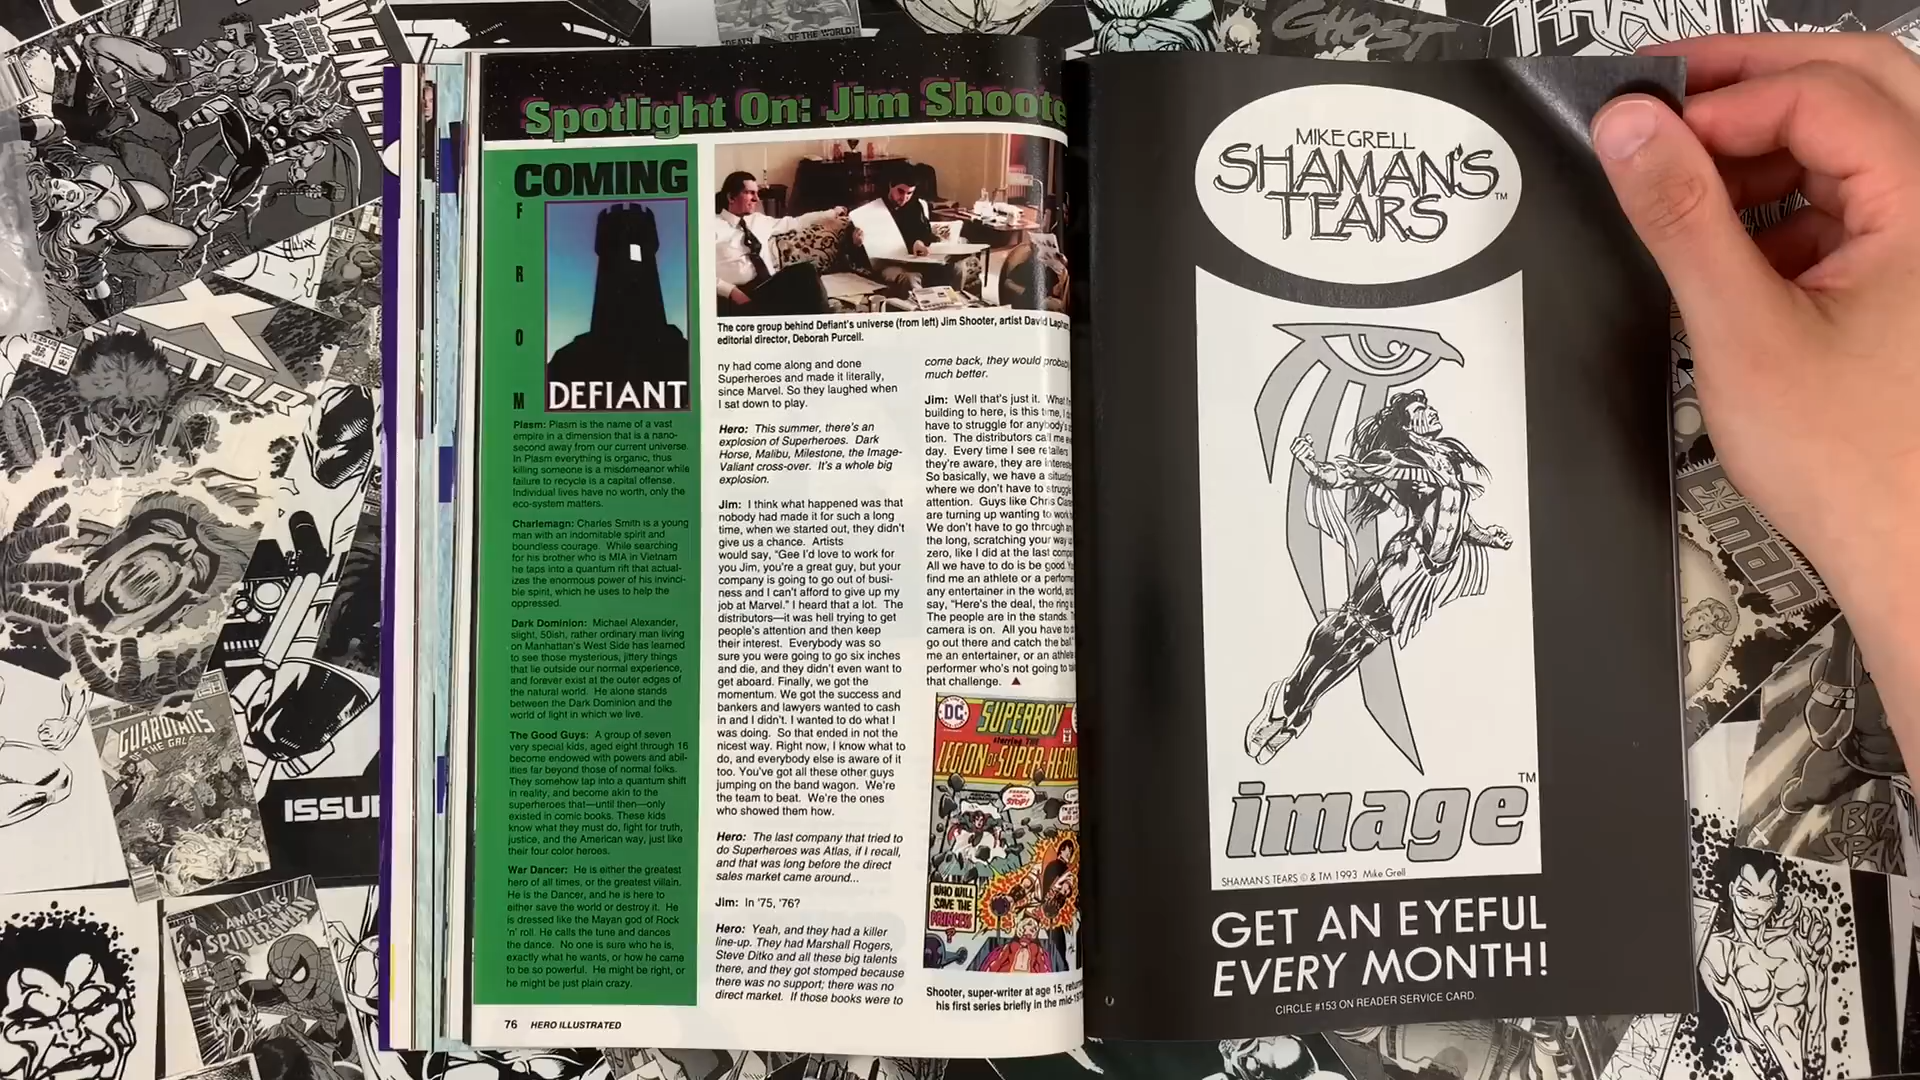 Spotlight On: Jim Shoote
COMING
F
R
O
M
DEFIANT
Plasm: Plasm is the name of a vast
empire in a dimension that is a nano-
second away from our current universe.
In Plasm everything is organic, thus
killing someone is a misdemeanor while
failure to recycle is a capital offense.
Individual lives have no worth, only the
eco-system matters.
Charlemagn: Charles Smith is a young
man with an indomitable spirit and
boundless courage. While searching
for his brother who is MIA in Vietnam
he taps into a quantum rift that actual-
izes the enormous power of his invinci-
ble spirit, which he uses to help the
oppressed.
Dark Dominion: Michael Alexander,
slight, 50ish, rather ordinary man living
on Manhattan's West Side has learned
to see those mysterious, jittery things
that lie outside our normal experience,
and forever exist at the outer edges of
the natural world. He alone stands
between the Dark Dominion and the
world of light in which we live.
The Good Guys: A group of seven
very special kids, aged eight through 16
become endowed with powers and abil-
ities far beyond those of normal folks.
They somehow tap into a quantum shift
in reality, and become akin to the
superheroes that—until then—only
existed in comic books. These kids
know what they must do, fight for truth,
justice, and the American way, just like
their four color heroes.
War Dancer: He is either the greatest
hero of all times, or the greatest villain.
He is the Dancer, and he is here to
either save the world or destroy it. He
is dressed like the Mayan god of Rock
'n' roll. He calls the tune and dances
the dance. No one is sure who he is,
exactly what he wants, or how he came
to be so powerful. He might be right, or
he might be just plain crazy.
76 HERO ILLUSTRATED
The core group behind Defiant's universe (from left) Jim Shooter, artist David Lapham
editorial director, Deborah Purcell.
ny had come along and done
Superheroes and made it literally,
since Marvel. So they laughed when
I sat down to play.
Hero: This summer, there's an
explosion of Superheroes. Dark
Horse, Malibu, Milestone, the Image-
Valiant cross-over. It's a whole big
explosion.
Jim: I think what happened was that
nobody had made it for such a long
time, when we started out, they didn't
give us a chance. Artists
would say, "Gee I'd love to work for
you Jim, you're a great guy, but your
company is going to go out of busi-
ness and I can't afford to give up my
job at Marvel." I heard that a lot. The
distributors—it was hell trying to get
people's attention and then keep
their interest. Everybody was so
sure you were going to go six inches
and die, and they didn't even want to
get aboard. Finally, we got the
momentum. We got the success and
bankers and lawyers wanted to cash
in and I didn't. I wanted to do what I
was doing. So that ended in not the
nicest way. Right now, I know what to
do, and everybody else is aware of it
too. You've got all these other guys
jumping on the band wagon. We're
the team to beat. We're the ones
who showed them how.
Hero: The last company that tried to
do Superheroes was Atlas, if I recall,
and that was long before the direct
sales market came around...
Jim: In '75, '76?
Hero: Yeah, and they had a killer
line-up. They had Marshall Rogers,
Steve Ditko and all these big talents
there, and they got stomped because
there was no support; there was no
direct market. If those books were to
come back, they would probably
much better.
Jim: Well that's just it. What
building to here, is this time, I
have to struggle for anybody's
tion. The distributors call me
day. Every time I see retailers
they're aware, they are
So basically, we have a situation
where we don't have to struggle
attention. Guys like Chris
are turning up wanting to work
We don't have to go through
the long, scratching your way
zero, like I did at the last
All we have to do is be good.
find me an athlete or a performer
any entertainer in the world, and
say, "Here's the deal, the ring
The people are in the stands.
camera is on. All you have to
go out there and catch the ball."
me an entertainer, or an athlete
performer who's not going to
that challenge.
DC
SUPERBOY
starring THE
LEGION OF SUPER-HERO
STOP!
WHO WILL
SAVE THE
PRINCESS
Shooter, super-writer at age 15,
his first series briefly in the
MIKE GRELL
SHAMAN'S
TEARS™
image™
SHAMAN'S TEARS © & TM 1993 Mike Grell
GET AN EYEFUL
EVERY MONTH!
CIRCLE #153 ON READER SERVICE CARD.
AVENGE
GHOST
OF THE WORLD!
GUARDIANS
OF THE GAL
ISSU
AMAZING
SPIDER-MAN